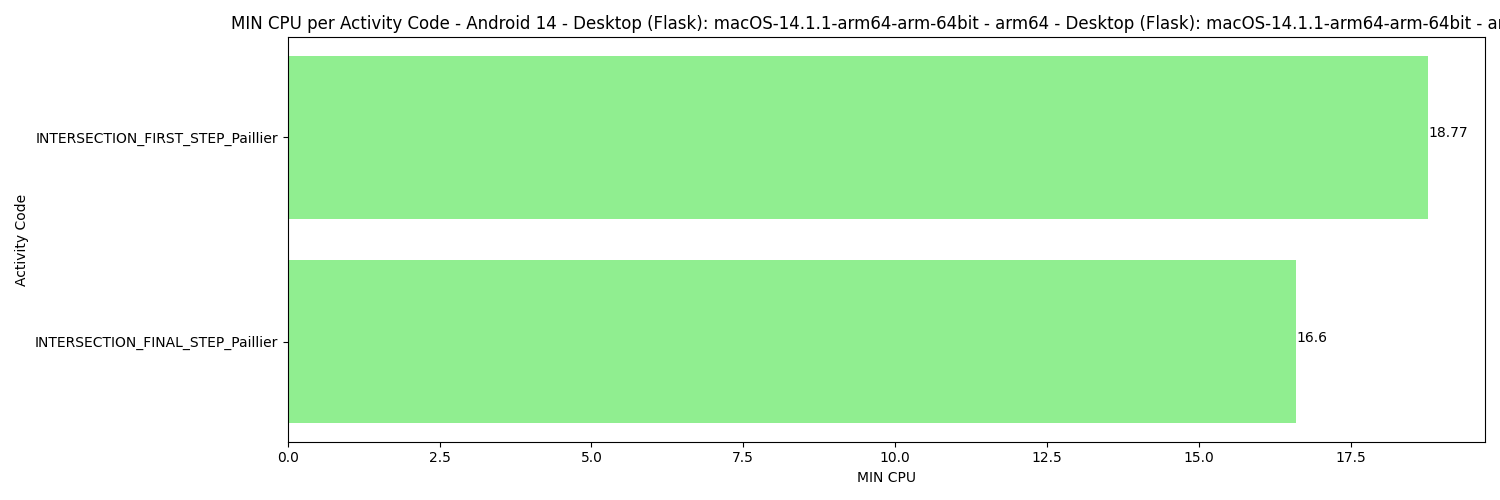 MIN CPU per Activity Code - Android 14 - Desktop (Flask): macOS-14.1.1-arm64-arm-64bit - arm64 - Desktop (Flask): macOS-14.1.1-arm64-arm-64bit -
INTERSECTION_FIRST_STEP_Paillier
18.77
Activity Code
INTERSECTION_FINAL_STEP_Paillier
16.6
0.0 2.5 5.0 7.5 10.0 12.5 15.0 17.5
MIN CPU